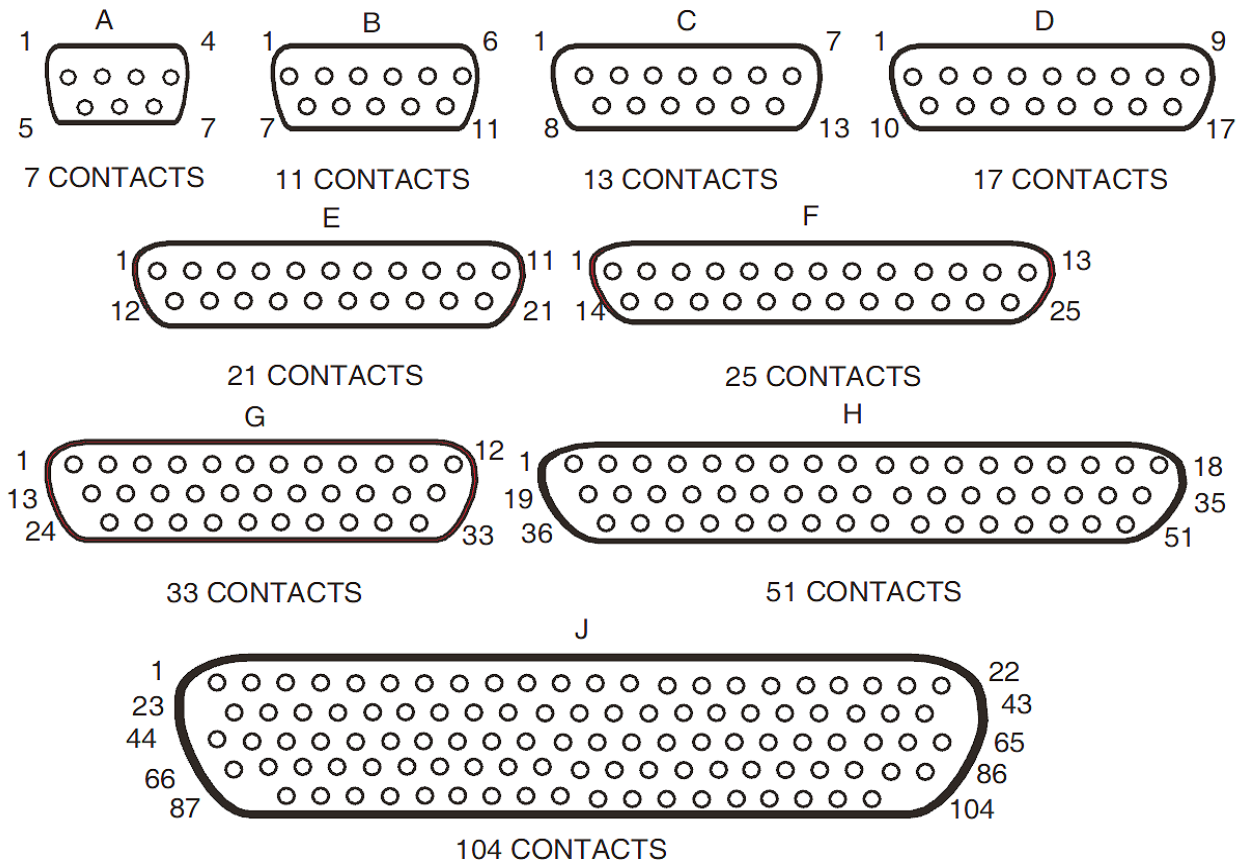 A B C D
1 4 1 6 1 7 1 9
5 7 7 11 8 13 10 17
7 CONTACTS 11 CONTACTS 13 CONTACTS 17 CONTACTS
E F
1 11 1 13
12 21 14 25
21 CONTACTS 25 CONTACTS
G H
1 12 1 18
13 19 35
24 33 36 51
33 CONTACTS 51 CONTACTS
J
1 22
23 43
44 65
66 86
87 104
104 CONTACTS